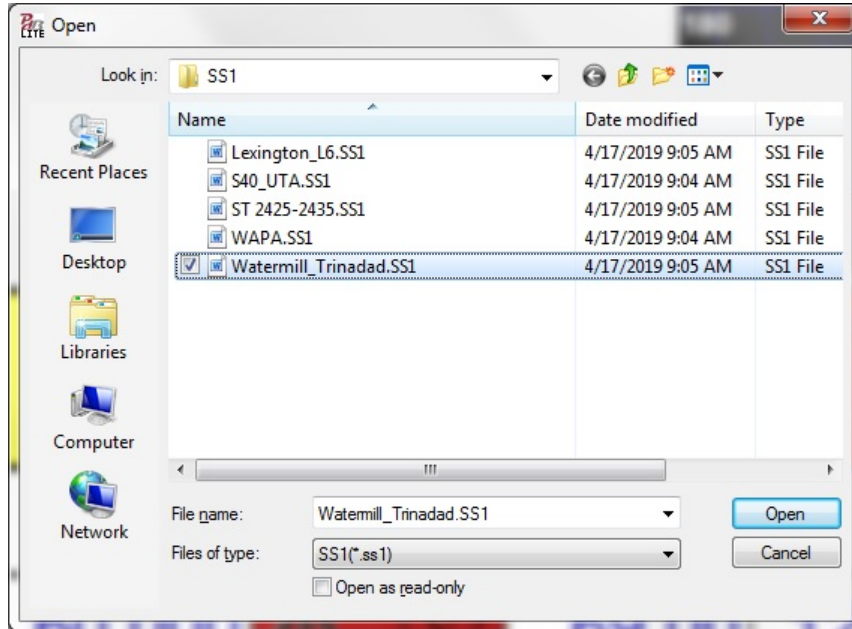 LITE Open
Look in: SS1
Name Date modified Type
Lexington_L6.SS1 4/17/2019 9:05 AM SS1 File
S40_UTA.SS1 4/17/2019 9:04 AM SS1 File
ST 2425-2435.SS1 4/17/2019 9:05 AM SS1 File
WAPA.SS1 4/17/2019 9:04 AM SS1 File
Watermill_Trinadad.SS1 4/17/2019 9:05 AM SS1 File
Recent Places
Desktop
Libraries
Computer
Network
File name: Watermill_Trinadad.SS1 Open
Files of type: SS1(*.ss1) Cancel
Open as read-only